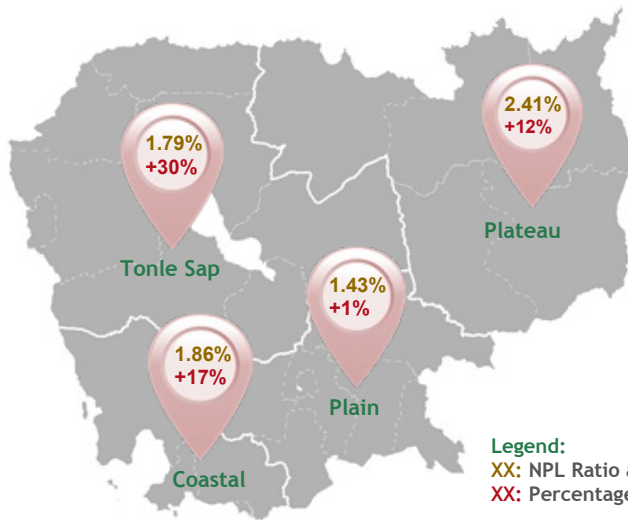 2.41%
+12%
Plateau
1.79%
+30%
Tonle Sap
1.43%
+1%
Plain
1.86%
+17%
Coastal
Legend:
XX: NPL Ratio
XX: Percentage